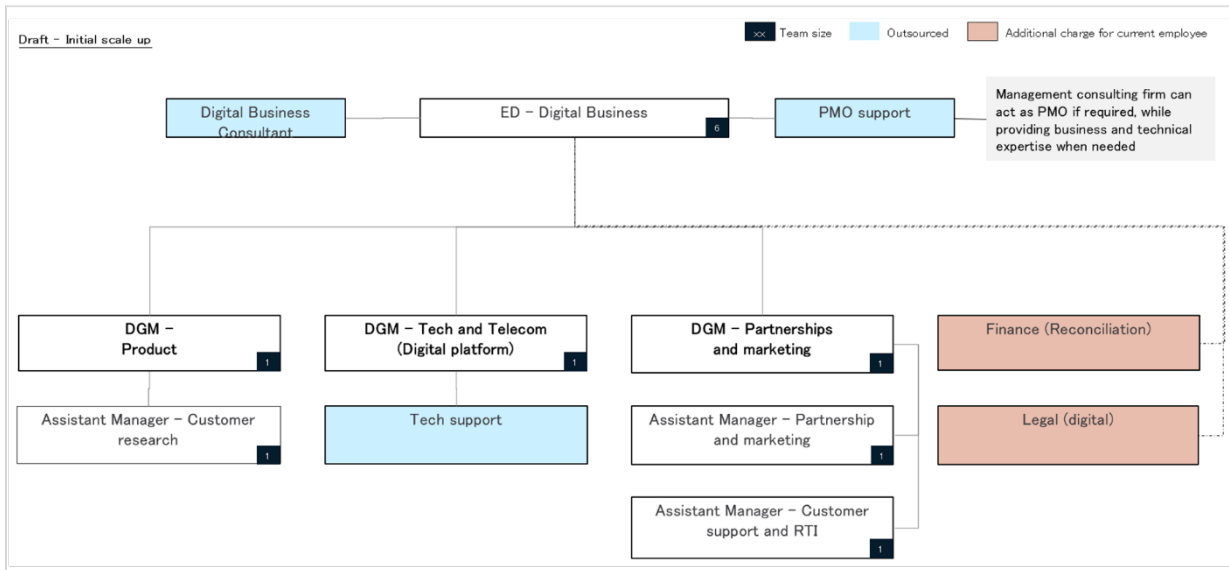 Draft - Initial scale up
xx Team size
Outsourced
Additional charge for current employee
Digital Business
Consultant
ED - Digital Business
6
PMO support
Management consulting firm can
act as PMO if required, while
providing business and technical
expertise when needed
DGM -
Product
1
DGM - Tech and Telecom
(Digital platform)
1
DGM - Partnerships
and marketing
1
Finance (Reconciliation)
Assistant Manager - Customer
research
1
Tech support
Assistant Manager - Partnership
and marketing
1
Legal (digital)
Assistant Manager - Customer
support and RTI
1